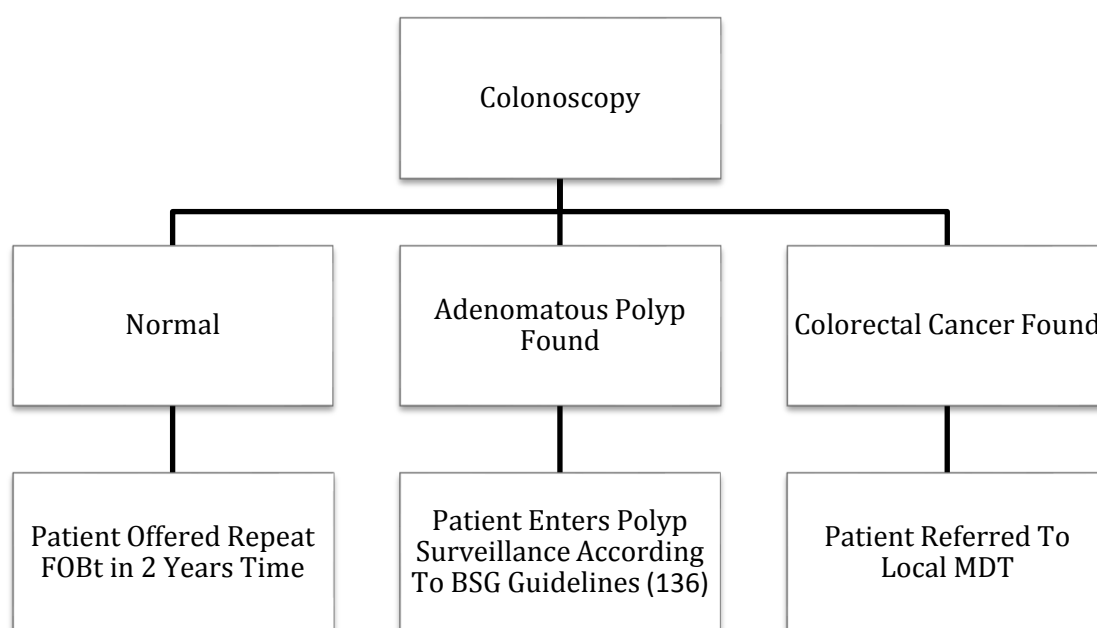 Colonoscopy
Normal
Adenomatous Polyp
Found
Colorectal Cancer Found
Patient Offered Repeat
FOBt in 2 Years Time
Patient Enters Polyp
Surveillance According
To BSG Guidelines (136)
Patient Referred To
Local MDT